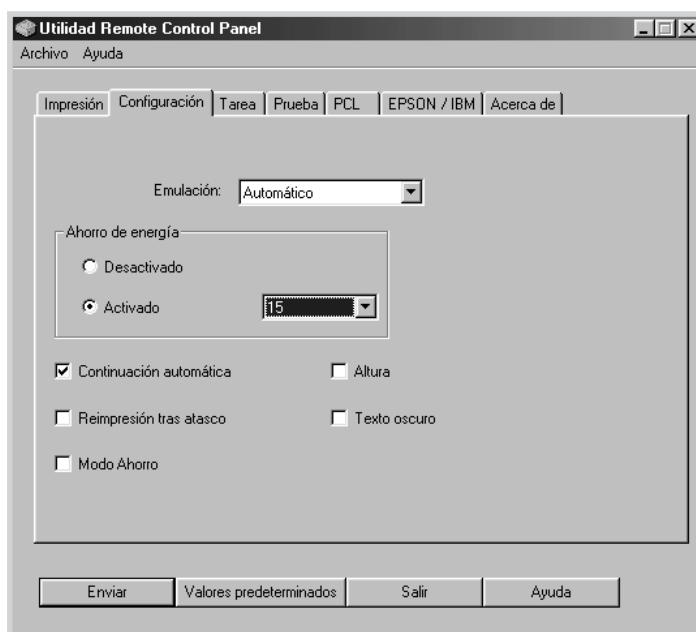 Utilidad Remote Control Panel
Archivo Ayuda
Impresión Configuración Tarea Prueba PCL EPSON / IBM Acerca de
Emulación: Automático
Ahorro de energía
Desactivado
Activado 15
Continuación automática Altura
Reimpresión tras atasco Texto oscuro
Modo Ahorro
Enviar Valores predeterminados Salir Ayuda